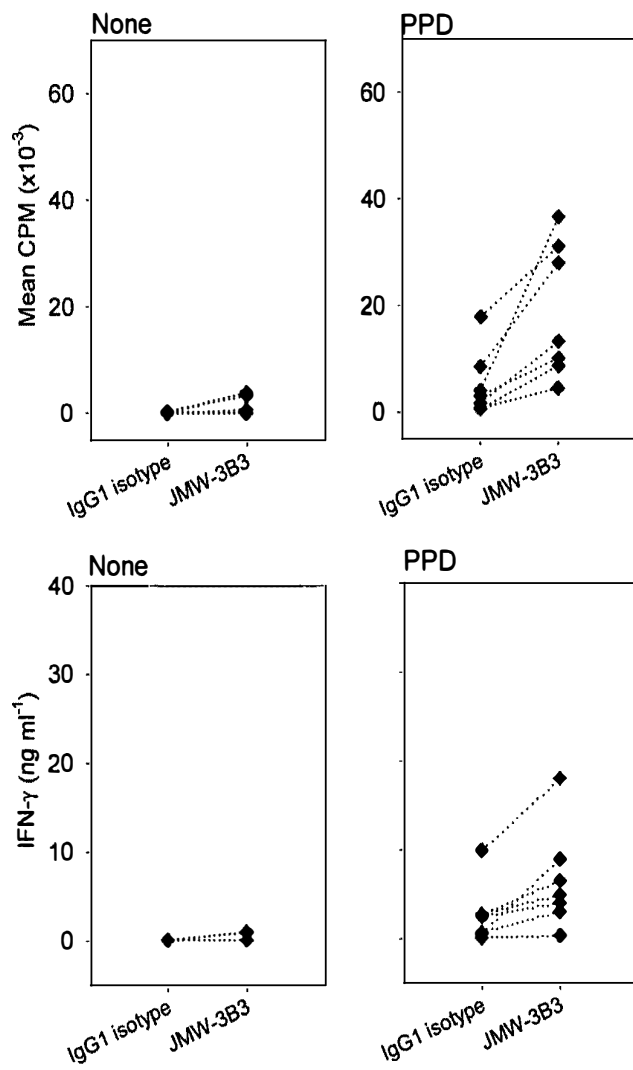 None
PPD
Mean CPM (x10⁻³)
60
40
20
0
60
40
20
0
IgG1 isotype
JMW-3B3
IgG1 isotype
JMW-3B3
None
PPD
IFN-γ (ng ml⁻¹)
40
30
20
10
0
IgG1 isotype
JMW-3B3
IgG1 isotype
JMW-3B3